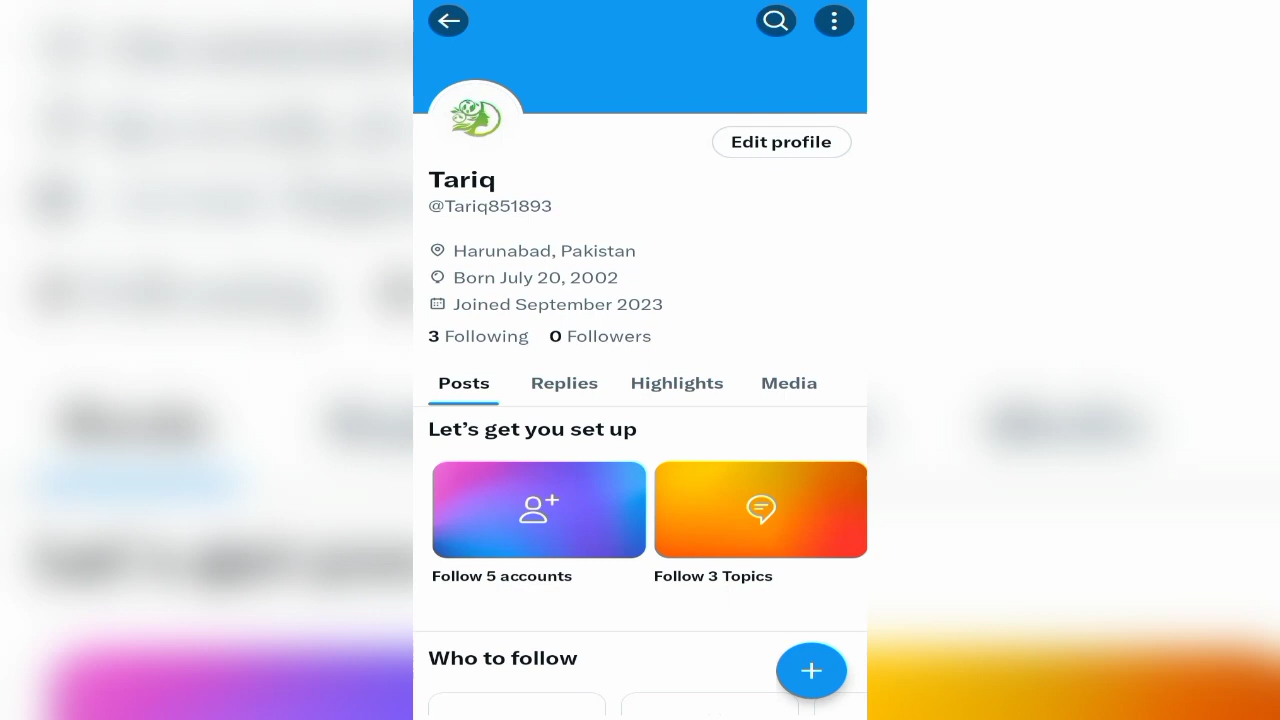 Edit profile
Tariq
@Tariq851893
Harunabad, Pakistan
Born July 20, 2002
Joined September 2023
3 Following 0 Followers
Posts Replies Highlights Media
Let’s get you set up
Follow 5 accounts Follow 3 Topics
Who to follow